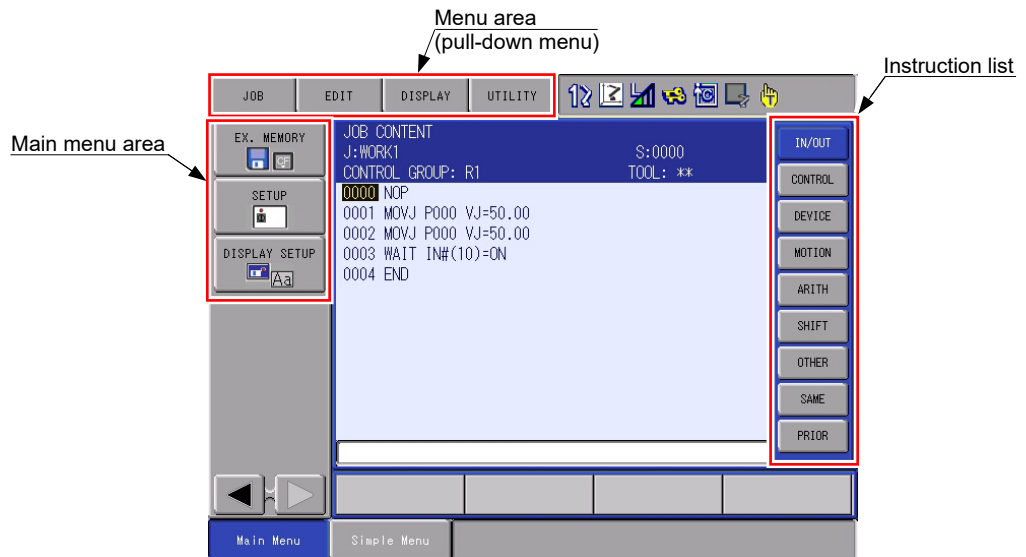 Menu area
(pull-down menu)
Instruction list
Main menu area
JOB EDIT DISPLAY UTILITY
EX. MEMORY
CF
SETUP
DISPLAY SETUP
Aa
JOB CONTENT
J:WORK1 S:0000
CONTROL GROUP: R1 TOOL: **
0000 NOP
0001 MOVJ P000 VJ=50.00
0002 MOVJ P000 VJ=50.00
0003 WAIT IN#(10)=ON
0004 END
IN/OUT
CONTROL
DEVICE
MOTION
ARITH
SHIFT
OTHER
SAME
PRIOR
Main Menu Simple Menu